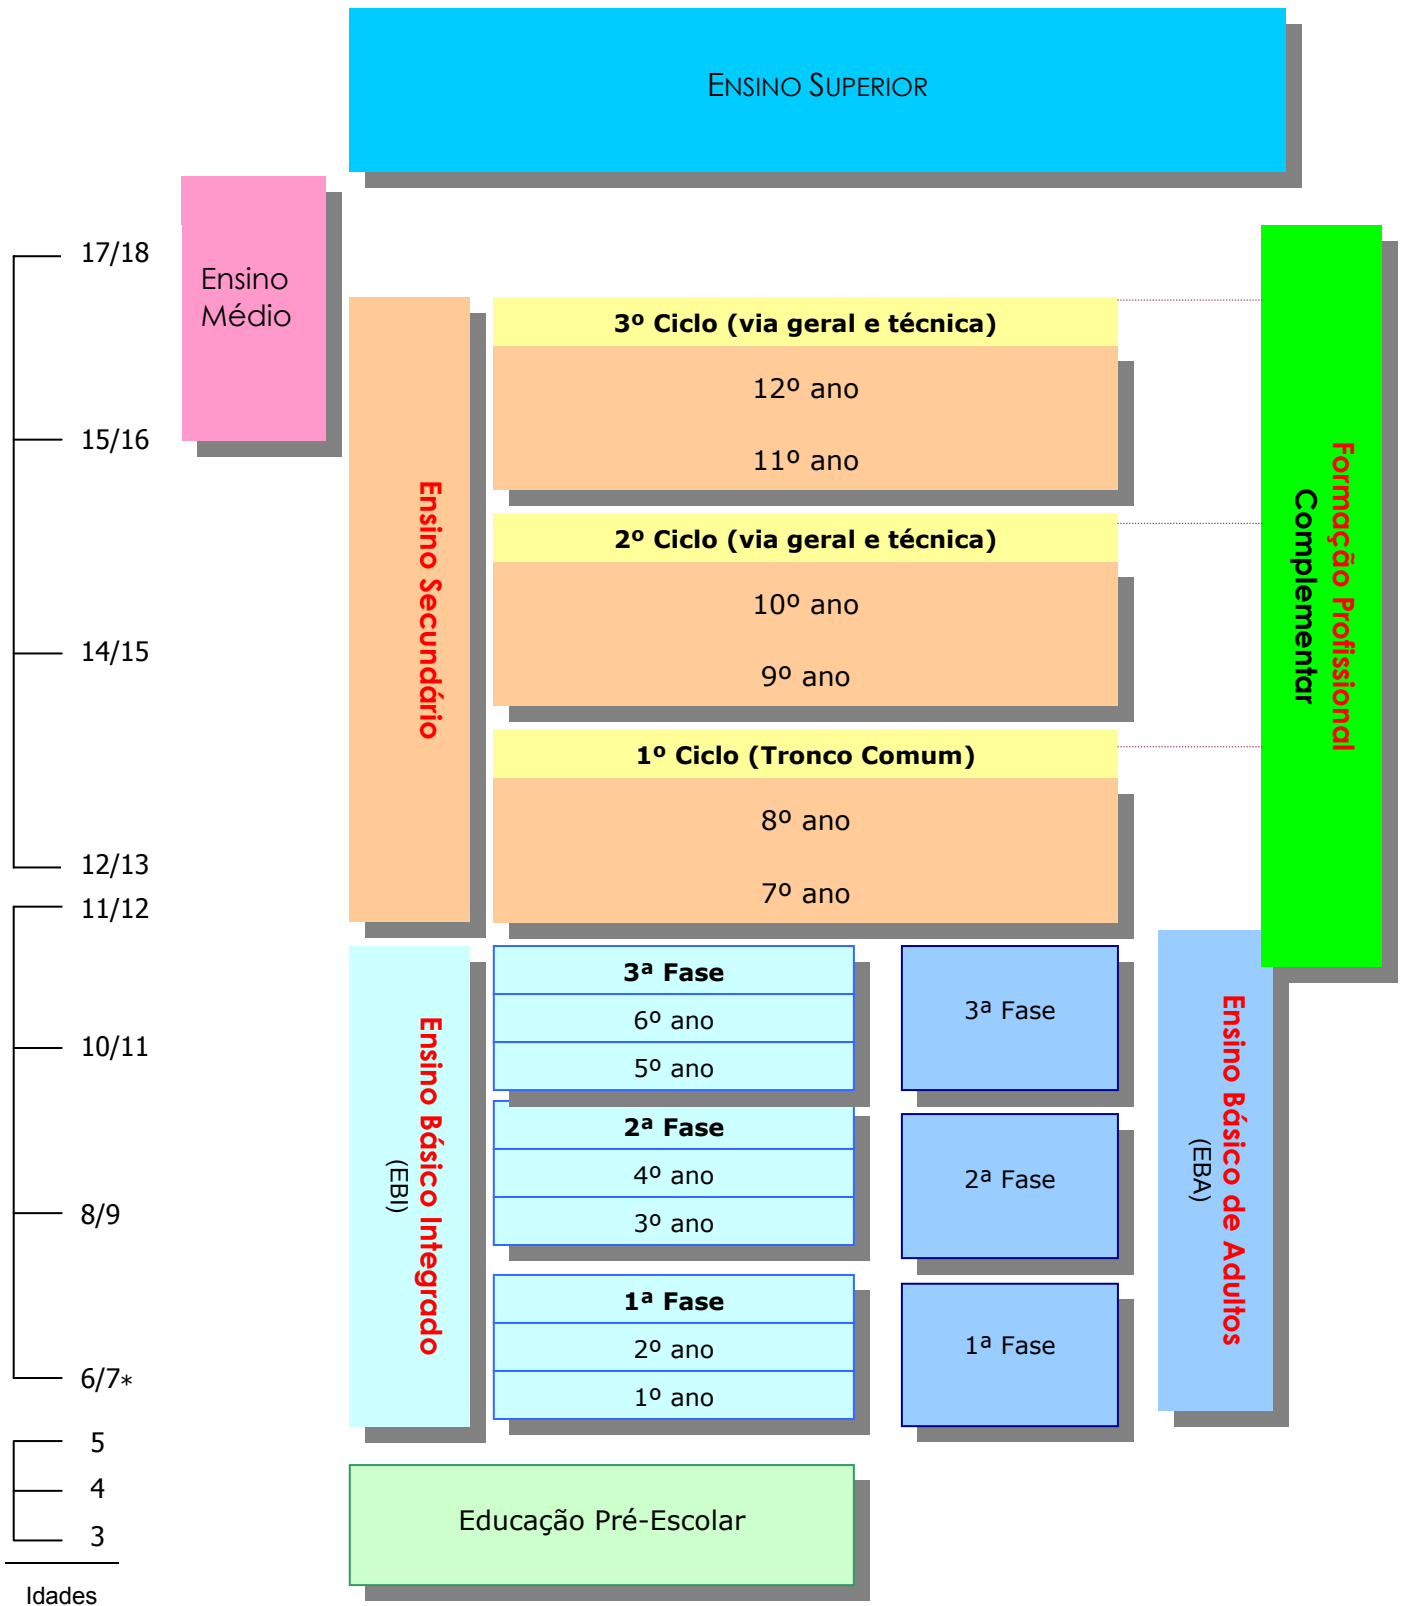 ENSINO SUPERIOR
17/18
Ensino
Médio
3º Ciclo (via geral e técnica)
12º ano
15/16
11º ano
Ensino Secundário
2º Ciclo (via geral e técnica)
10º ano
14/15
9º ano
1º Ciclo (Tronco Comum)
8º ano
12/13
7º ano
11/12
Formação Profissional
Complementar
3ª Fase
6º ano
5º ano
3ª Fase
10/11
Ensino Básico Integrado
(EBI)
2ª Fase
4º ano
3º ano
2ª Fase
Ensino Básico de Adultos
(EBA)
8/9
1ª Fase
2º ano
1º ano
1ª Fase
6/7*
5
4
3
Educação Pré-Escolar
Idades